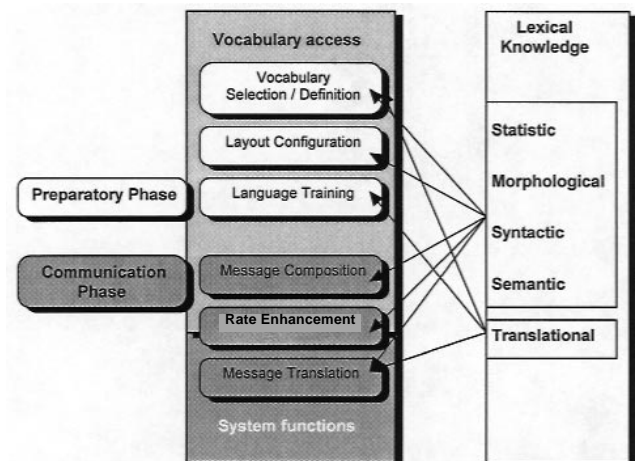 Vocabulary access
Vocabulary
Selection / Definition
Layout Configuration
Language Training
Message Composition
Rate Enhancement
Message Translation
System functions
Preparatory Phase
Communication
Phase
Lexical
Knowledge
Statistic
Morphological
Syntactic
Semantic
Translational